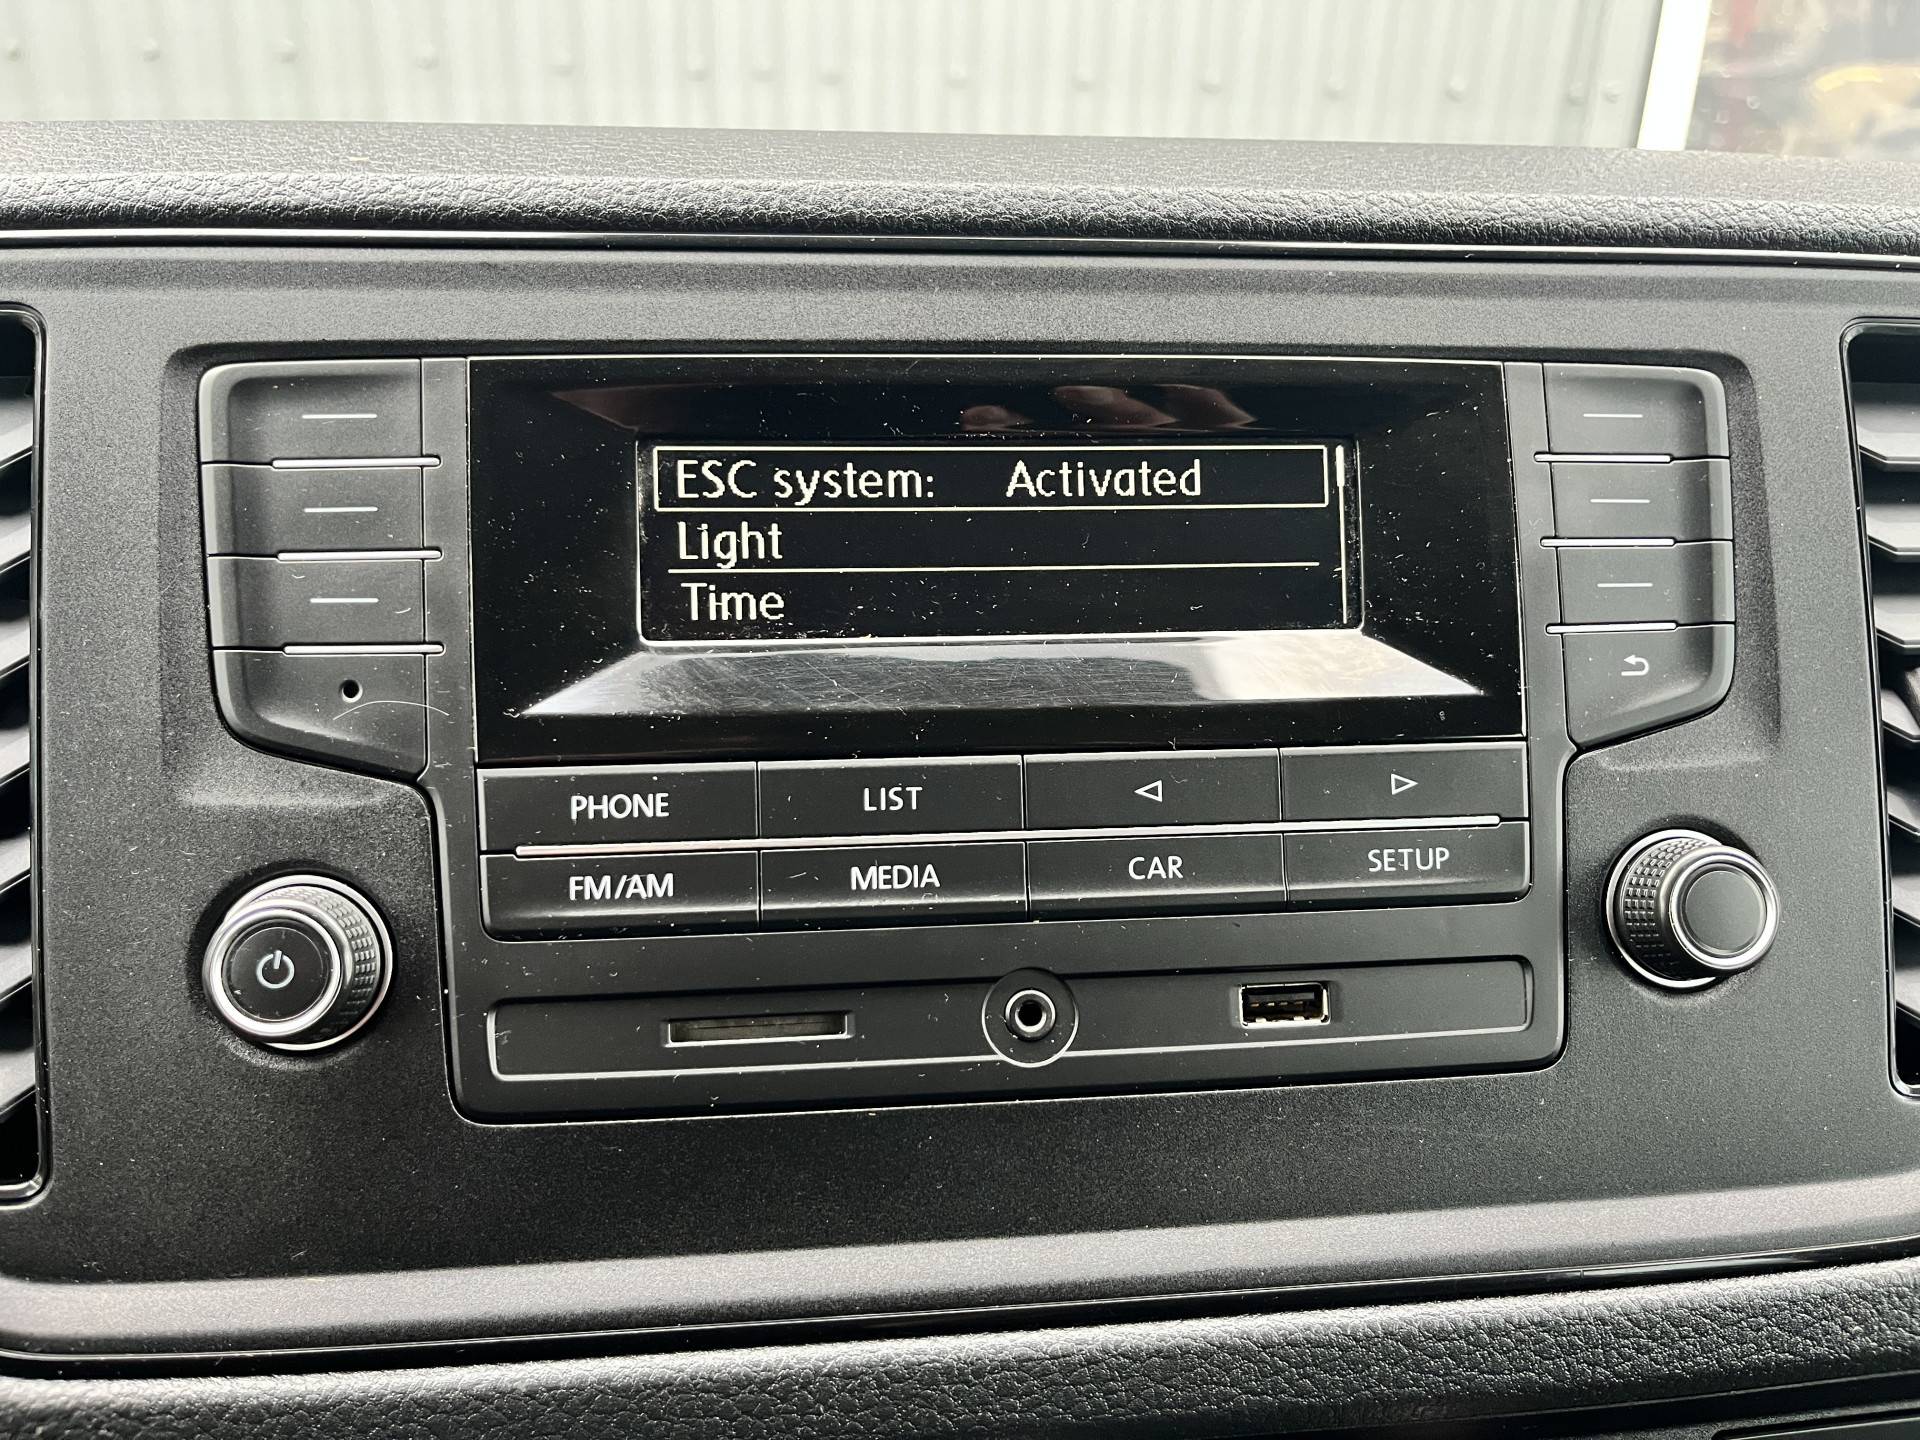 ESC system: Activated
Light
Time
PHONE LIST
FM/AM MEDIA CAR SETUP